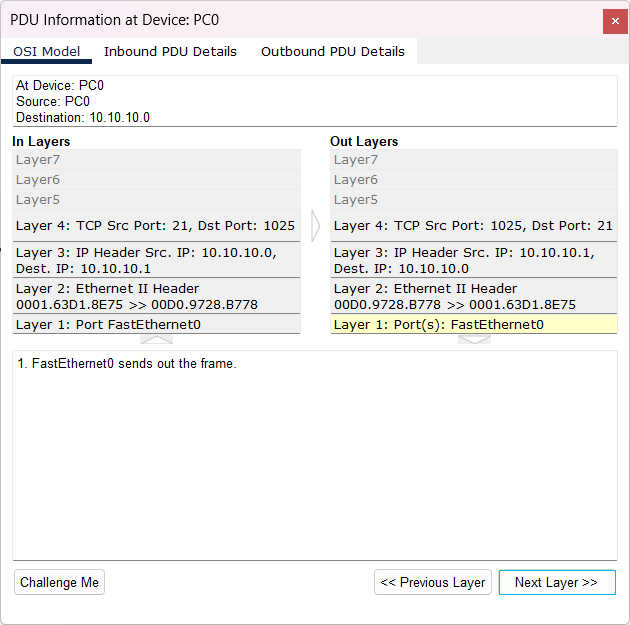 PDU Information at Device: PC0
OSI Model Inbound PDU Details Outbound PDU Details
At Device: PC0
Source: PC0
Destination: 10.10.10.0
In Layers
Layer7
Layer6
Layer5
Layer 4: TCP Src Port: 21, Dst Port: 1025
Layer 3: IP Header Src. IP: 10.10.10.0,
Dest. IP: 10.10.10.1
Layer 2: Ethernet II Header
0001.63D1.8E75 >> 00D0.9728.B778
Layer 1: Port FastEthernet0
Out Layers
Layer7
Layer6
Layer5
Layer 4: TCP Src Port: 1025, Dst Port: 21
Layer 3: IP Header Src. IP: 10.10.10.1,
Dest. IP: 10.10.10.0
Layer 2: Ethernet II Header
00D0.9728.B778 >> 0001.63D1.8E75
Layer 1: Port(s): FastEthernet0
1. FastEthernet0 sends out the frame.
Challenge Me << Previous Layer Next Layer >>